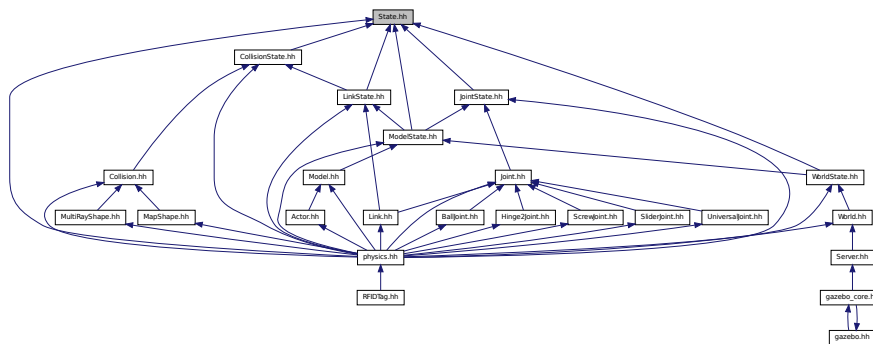 State.hh
CollisionState.hh
LinkState.hh
JointState.hh
ModelState.hh
Collision.hh
Model.hh
Joint.hh
WorldState.hh
MultiRayShape.hh
MapShape.hh
Actor.hh
Link.hh
BallJoint.hh
Hinge2Joint.hh
ScrewJoint.hh
SliderJoint.hh
UniversalJoint.hh
World.hh
physics.hh
Server.hh
RFIDTag.hh
gazebo_core.h
gazebo.hh